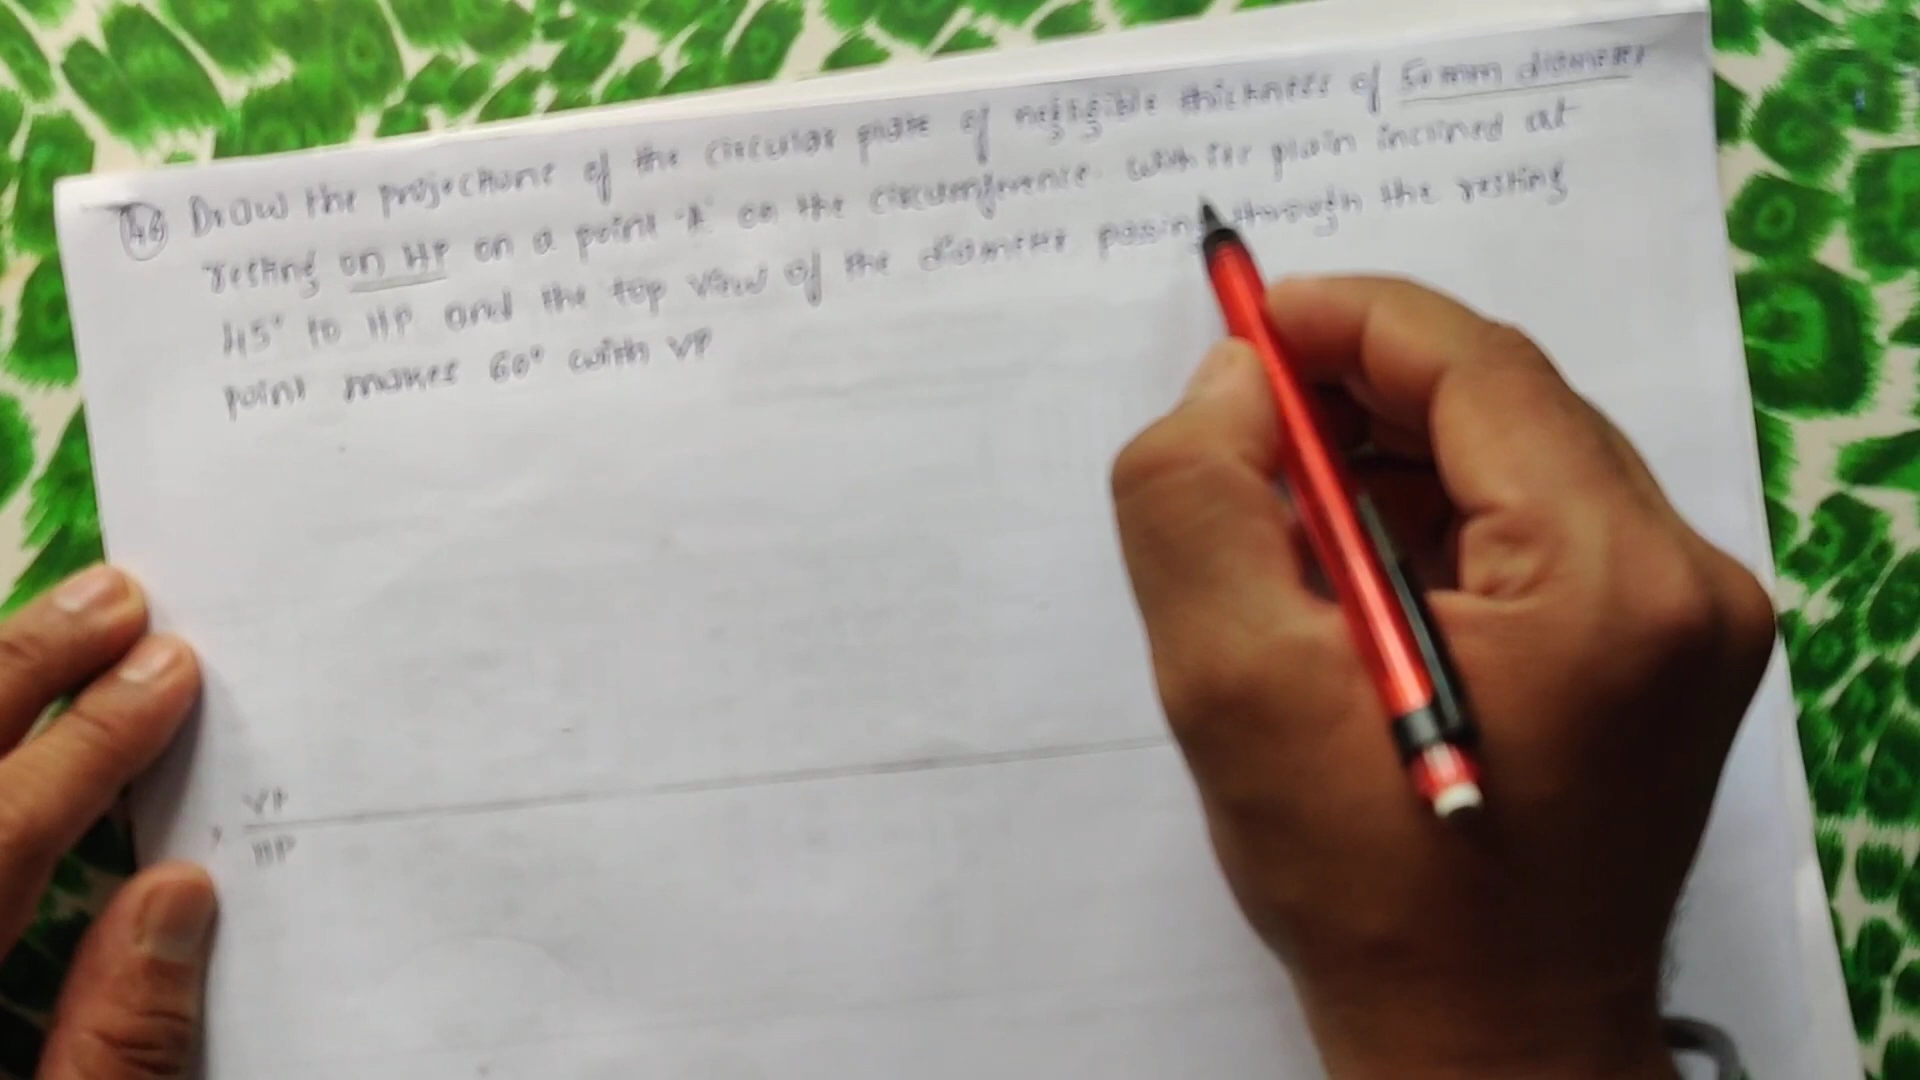 46 Draw the projections of the circular plate of negligible thickness of 50 mm diameter
resting on HP on a point 'A' on the circumference. with its plain inclined at
45° to HP and the top view of the diameter passing through the resting
point makes 60° with VP
VP
HP